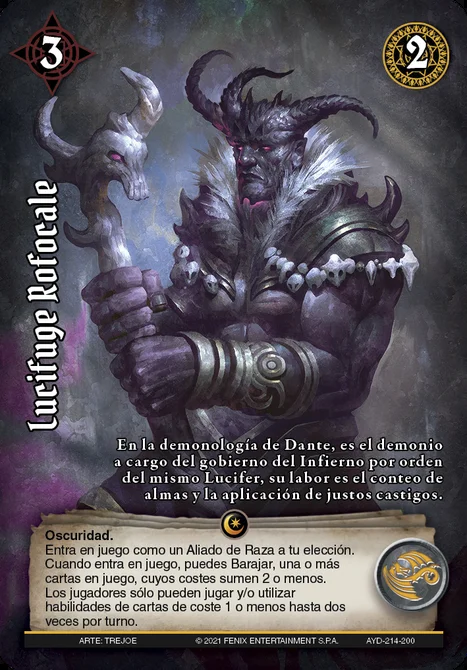 3
2
Lucifuge Rofocale
En la demonología de Dante, es el demonio
a cargo del gobierno del Infierno por orden
del mismo Lucifer, su labor es el conteo de
almas y la aplicación de justos castigos.
Oscuridad.
Entra en juego como un Aliado de Raza a tu elección.
Cuando entra en juego, puedes Barajar, una o más
cartas en juego, cuyos costes sumen 2 o menos.
Los jugadores sólo pueden jugar y/o utilizar
habilidades de cartas de coste 1 o menos hasta dos
veces por turno.
ARTE: TREJOE © 2021 FENIX ENTERTAINMENT S.P.A. AYD-214-200